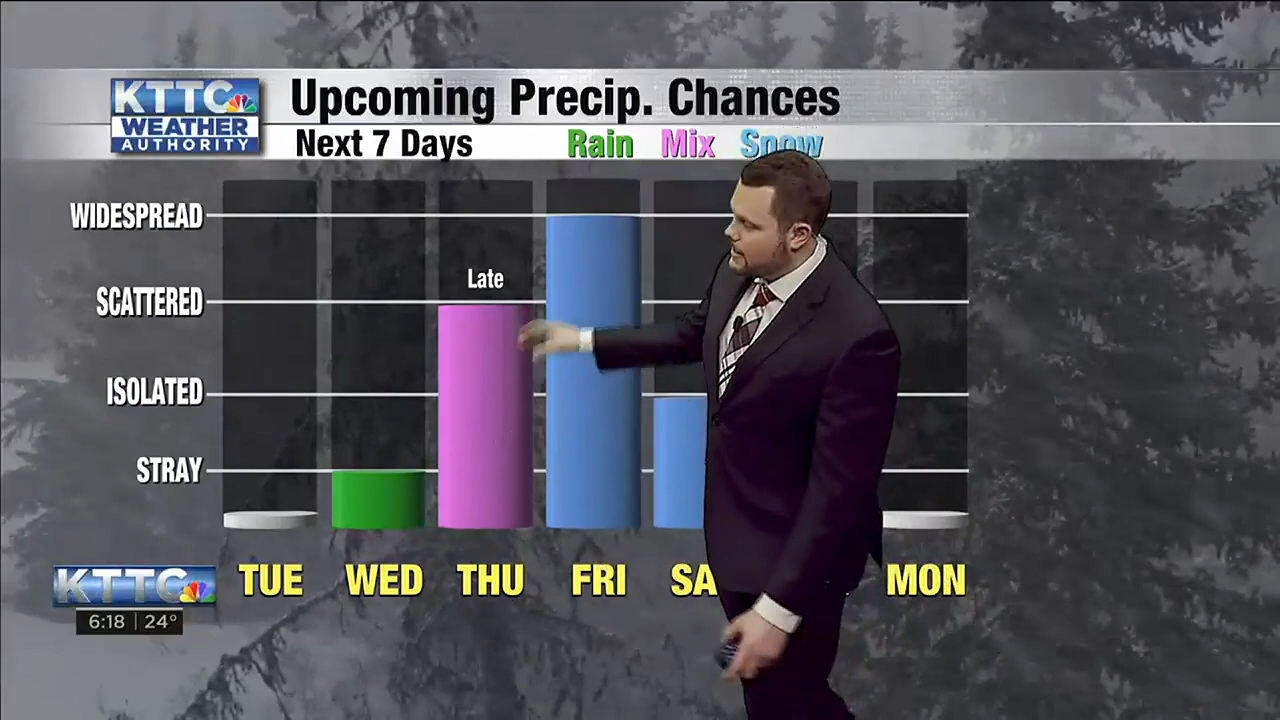 KTTC
WEATHER
AUTHORITY
Upcoming Precip. Chances
Next 7 Days Rain Mix Snow
WIDESPREAD
Late
SCATTERED
ISOLATED
STRAY
TUE WED THU FRI SA MON
KTTC
6:18 24°